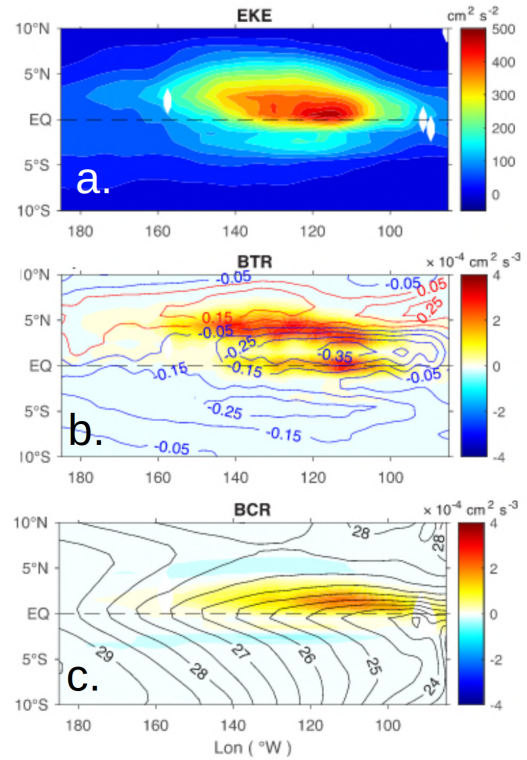 EKE
cm² s⁻²
10°N
5°N
EQ
5°S
10°S
180 160 140 120 100
500
400
300
200
100
0
a.
BTR
× 10⁻⁴ cm² s⁻³
0°N
5°N
EQ
5°S
10°S
180 160 140 120 100
4
2
0
-2
-4
-0.05
-0.05
0.05
0.25
0.15
-0.05
-0.25
-0.35
-0.15
-0.15
-0.05
-0.25
-0.15
-0.05
b.
BCR
× 10⁻⁴ cm² s⁻³
10°N
5°N
EQ
5°S
10°S
180 160 140 120 100
4
2
0
-2
-4
28
28
29
28
27
26
25
24
c.
Lon ( °W )